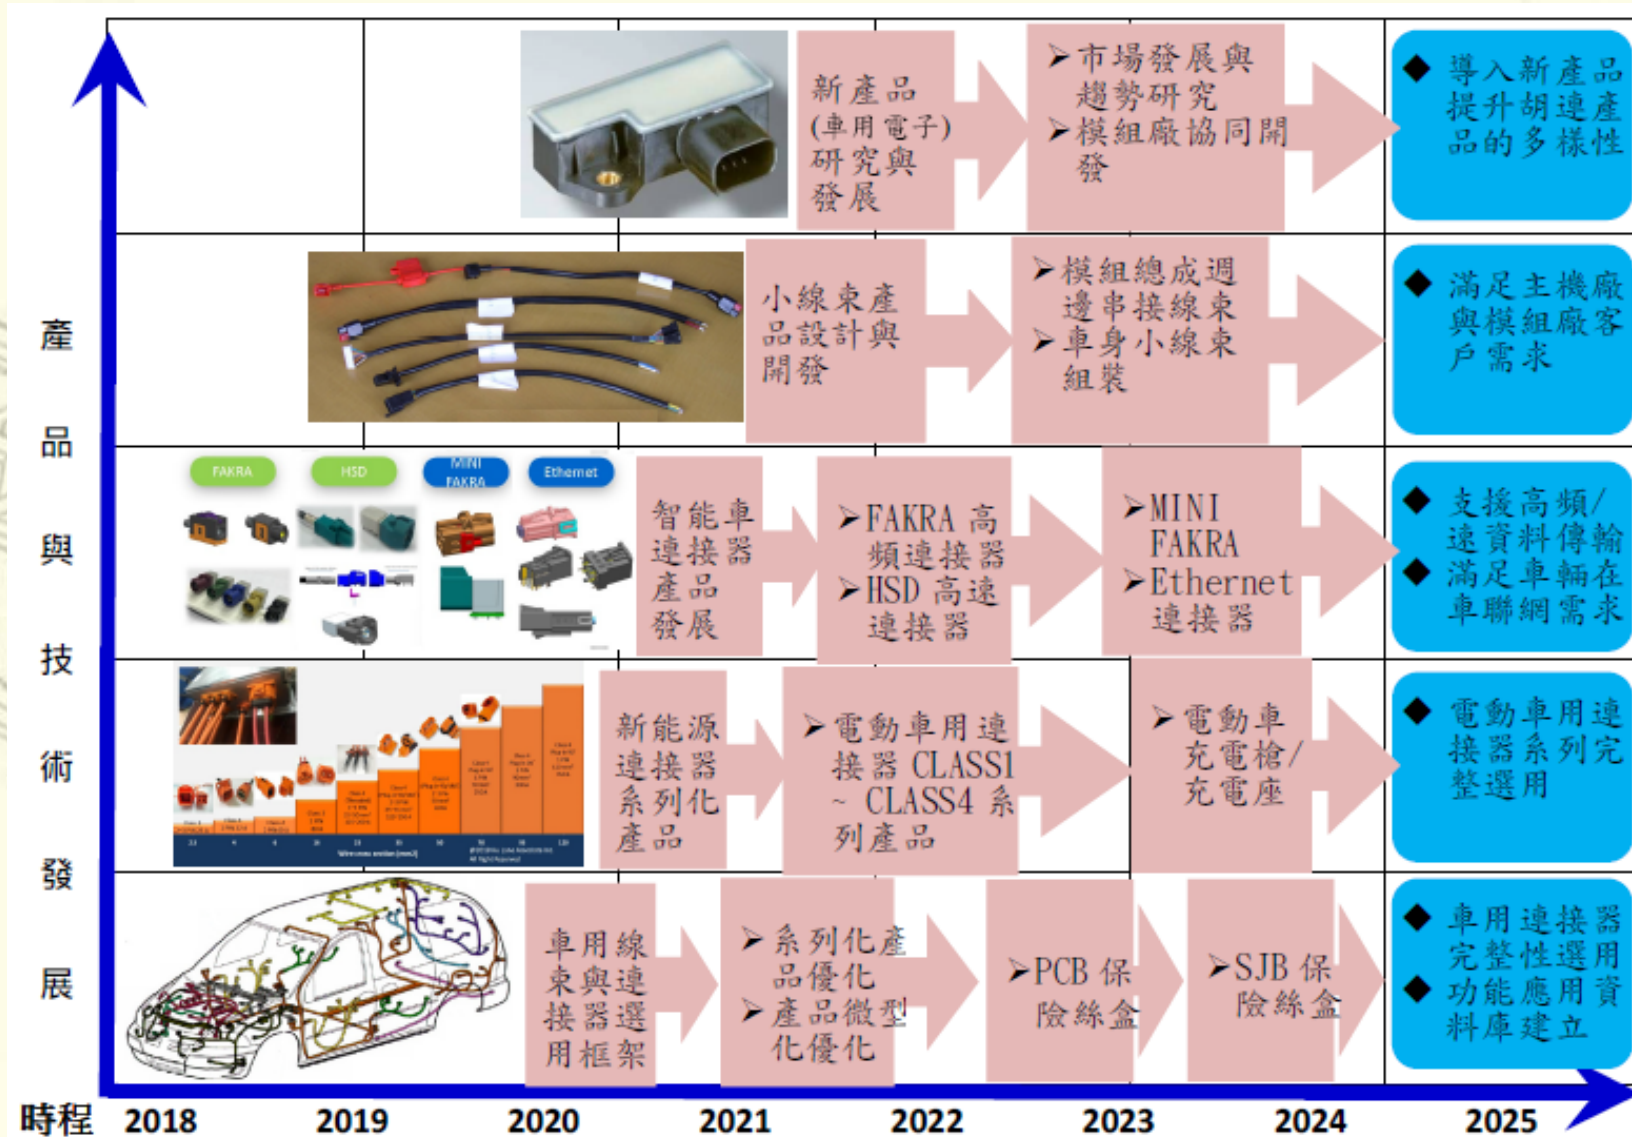 新產品
(車用電子)
研究與
發展
➢市場發展與
趨勢研究
➢模組廠協同開
發
◆ 導入新產品
提升胡連產
品的多樣性
小線束產
品設計與
開發
➢模組總成週
邊串接線束
➢車身小線束
組裝
◆ 滿足主機廠
與模組廠客
戶需求
FAKRA
HSD
MINI
FAKRA
Ethernet
智能車
連接器
產品
發展
➢FAKRA 高
頻連接器
➢HSD 高速
連接器
➢MINI
FAKRA
➢Ethernet
連接器
◆ 支援高頻/
速資料傳輸
◆ 滿足車輛在
車聯網需求
新能源
連接器
系列化
產品
➢電動車用連
接器 CLASS1
~ CLASS4 系
列產品
➢電動車
充電槍/
充電座
◆ 電動車用連
接器系列完
整選用
車用線
束與連
接器選
用框架
➢系列化產
品優化
➢產品微型
化優化
➢PCB 保
險絲盒
➢SJB 保
險絲盒
◆ 車用連接器
完整性選用
◆ 功能應用資
料庫建立
產
品
與
技
術
發
展
時程 2018 2019 2020 2021 2022 2023 2024 2025